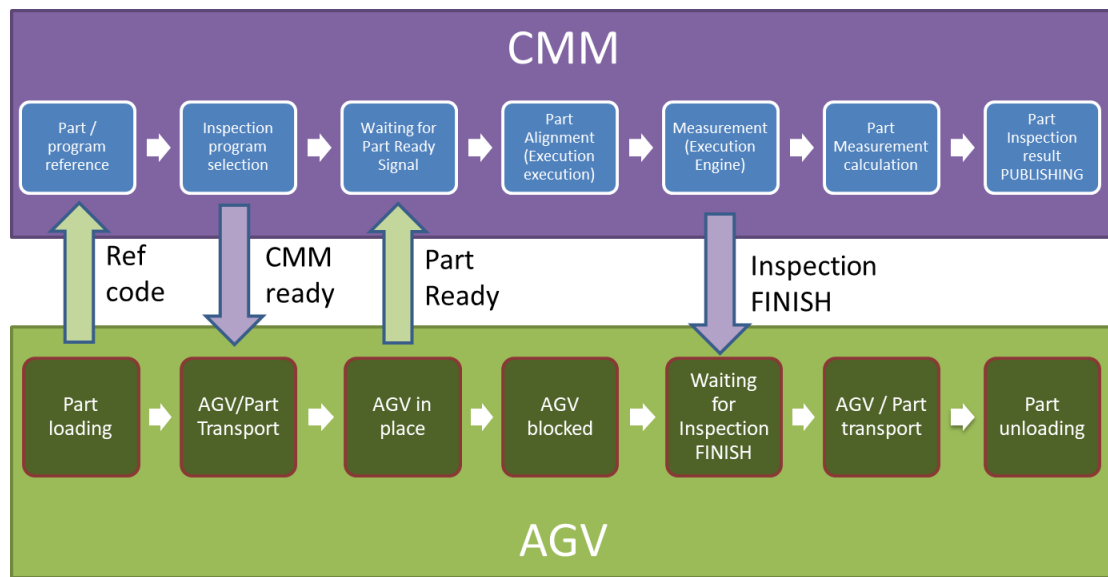 CMM
Part /
program
reference
Inspection
program
selection
Waiting for
Part Ready
Signal
Part
Alignment
(Execution
execution)
Measurement
(Execution
Engine)
Part
Measurement
calculation
Part
Inspection
result
PUBLISHING
Ref
code
CMM
ready
Part
Ready
Inspection
FINISH
Part
loading
AGV/Part
Transport
AGV in
place
AGV
blocked
Waiting
for
Inspection
FINISH
AGV / Part
transport
Part
unloading
AGV